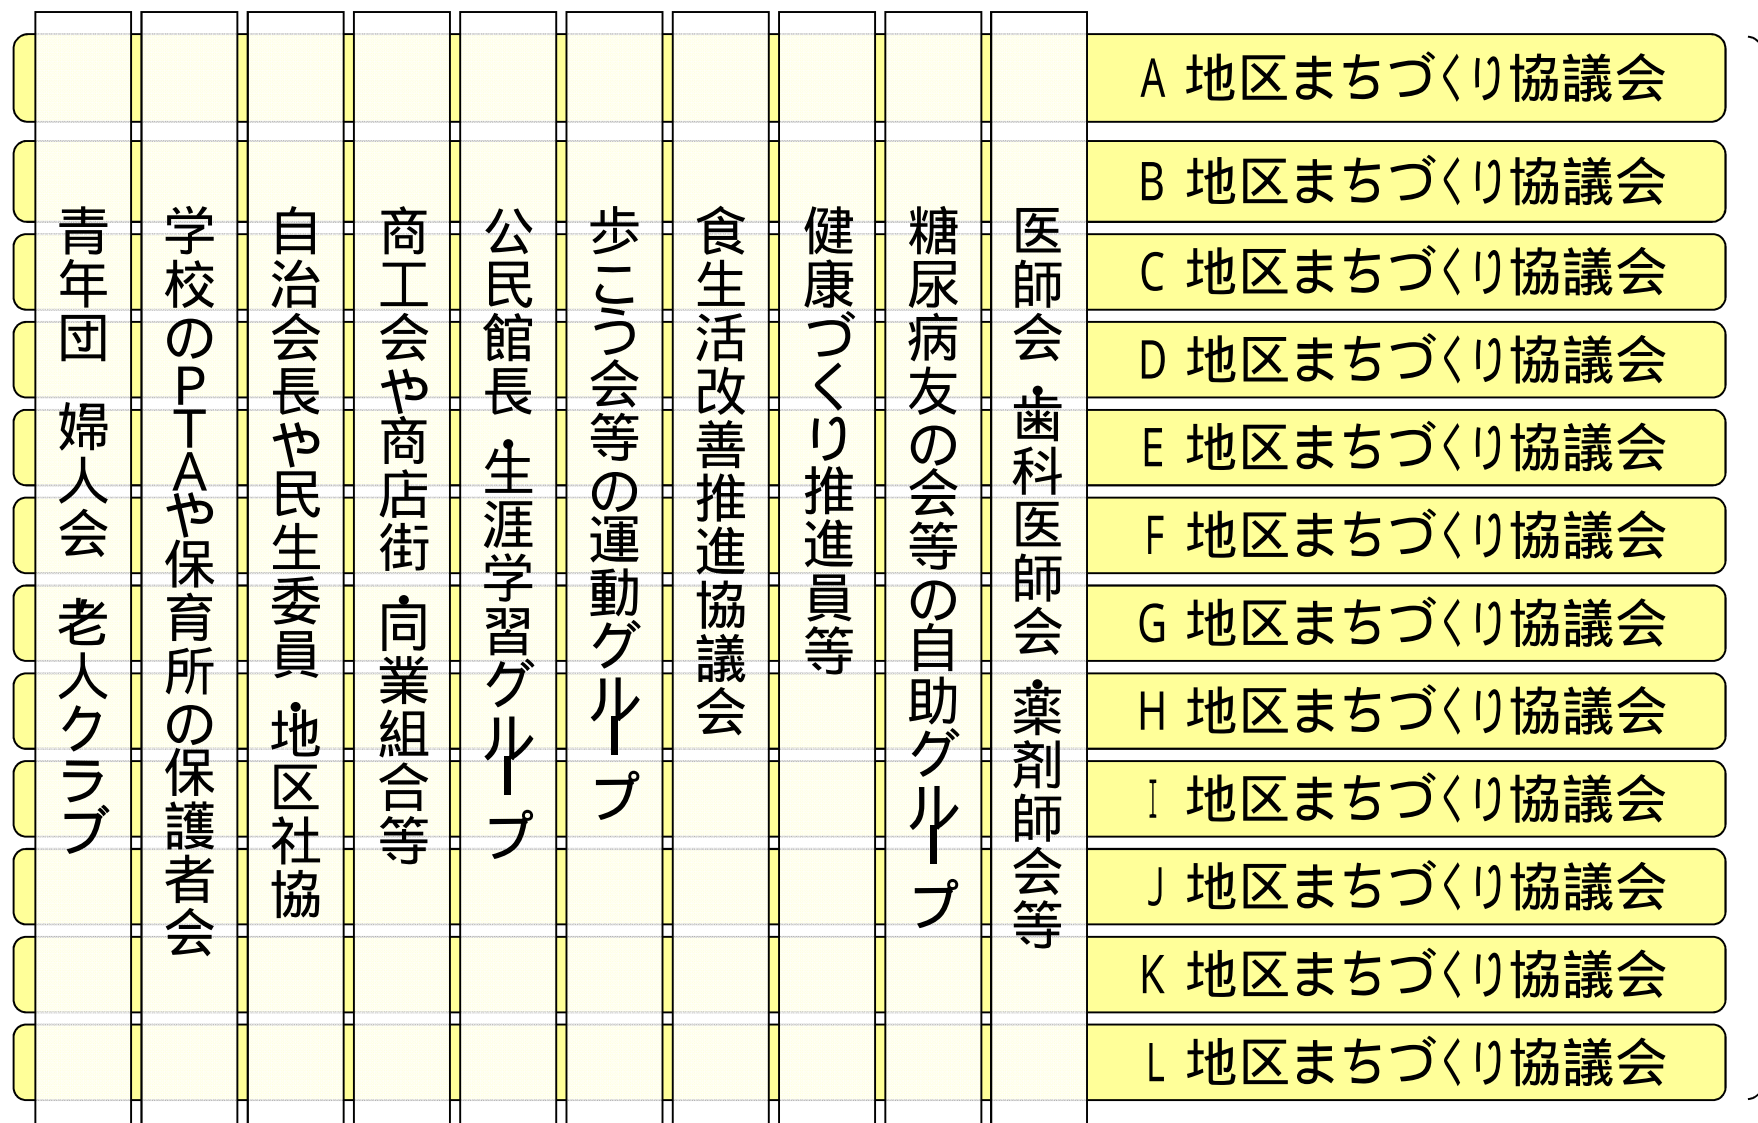 A 地区まちづくり協議会
B 地区まちづくり協議会
C 地区まちづくり協議会
D 地区まちづくり協議会
E 地区まちづくり協議会
F 地区まちづくり協議会
G 地区まちづくり協議会
H 地区まちづくり協議会
I 地区まちづくり協議会
J 地区まちづくり協議会
K 地区まちづくり協議会
L 地区まちづくり協議会
医師会・歯科医師会・薬剤師会等
糖尿病友の会等の自助グループ
健康づくり推進員等
食生活改善推進協議会
歩こう会等の運動グループ
公民館長・生涯学習グループ
商工会や商店街・同業組合等
自治会長や民生委員・地区社協
学校のPTAや保育所の保護者会
青年団 婦人会 老人クラブ